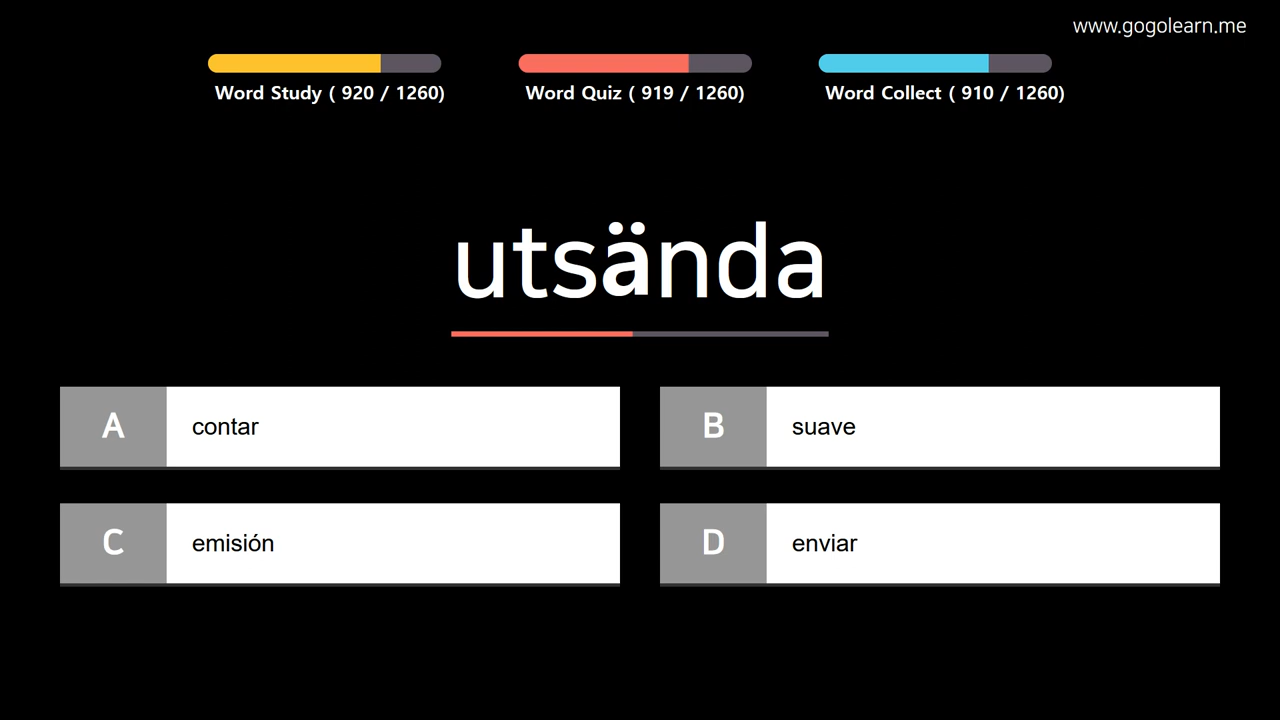 www.gogolearn.me
Word Study ( 920 / 1260)
Word Quiz ( 919 / 1260)
Word Collect ( 910 / 1260)
utsända
A contar
B suave
C emisión
D enviar